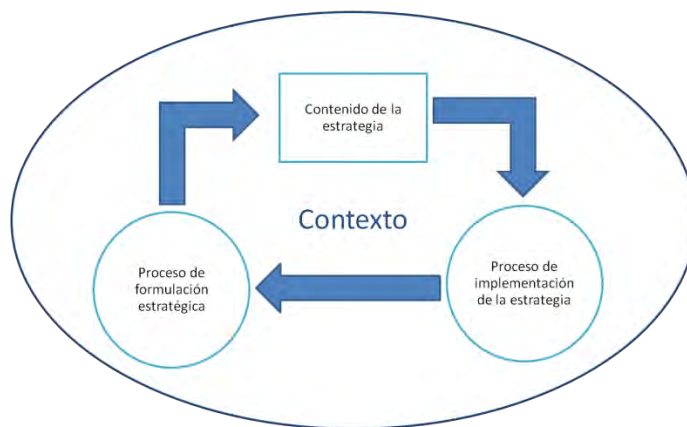 Contenido de la
estrategia
Contexto
Proceso de
formulación
estratégica
Proceso de
implementación
de la estrategia